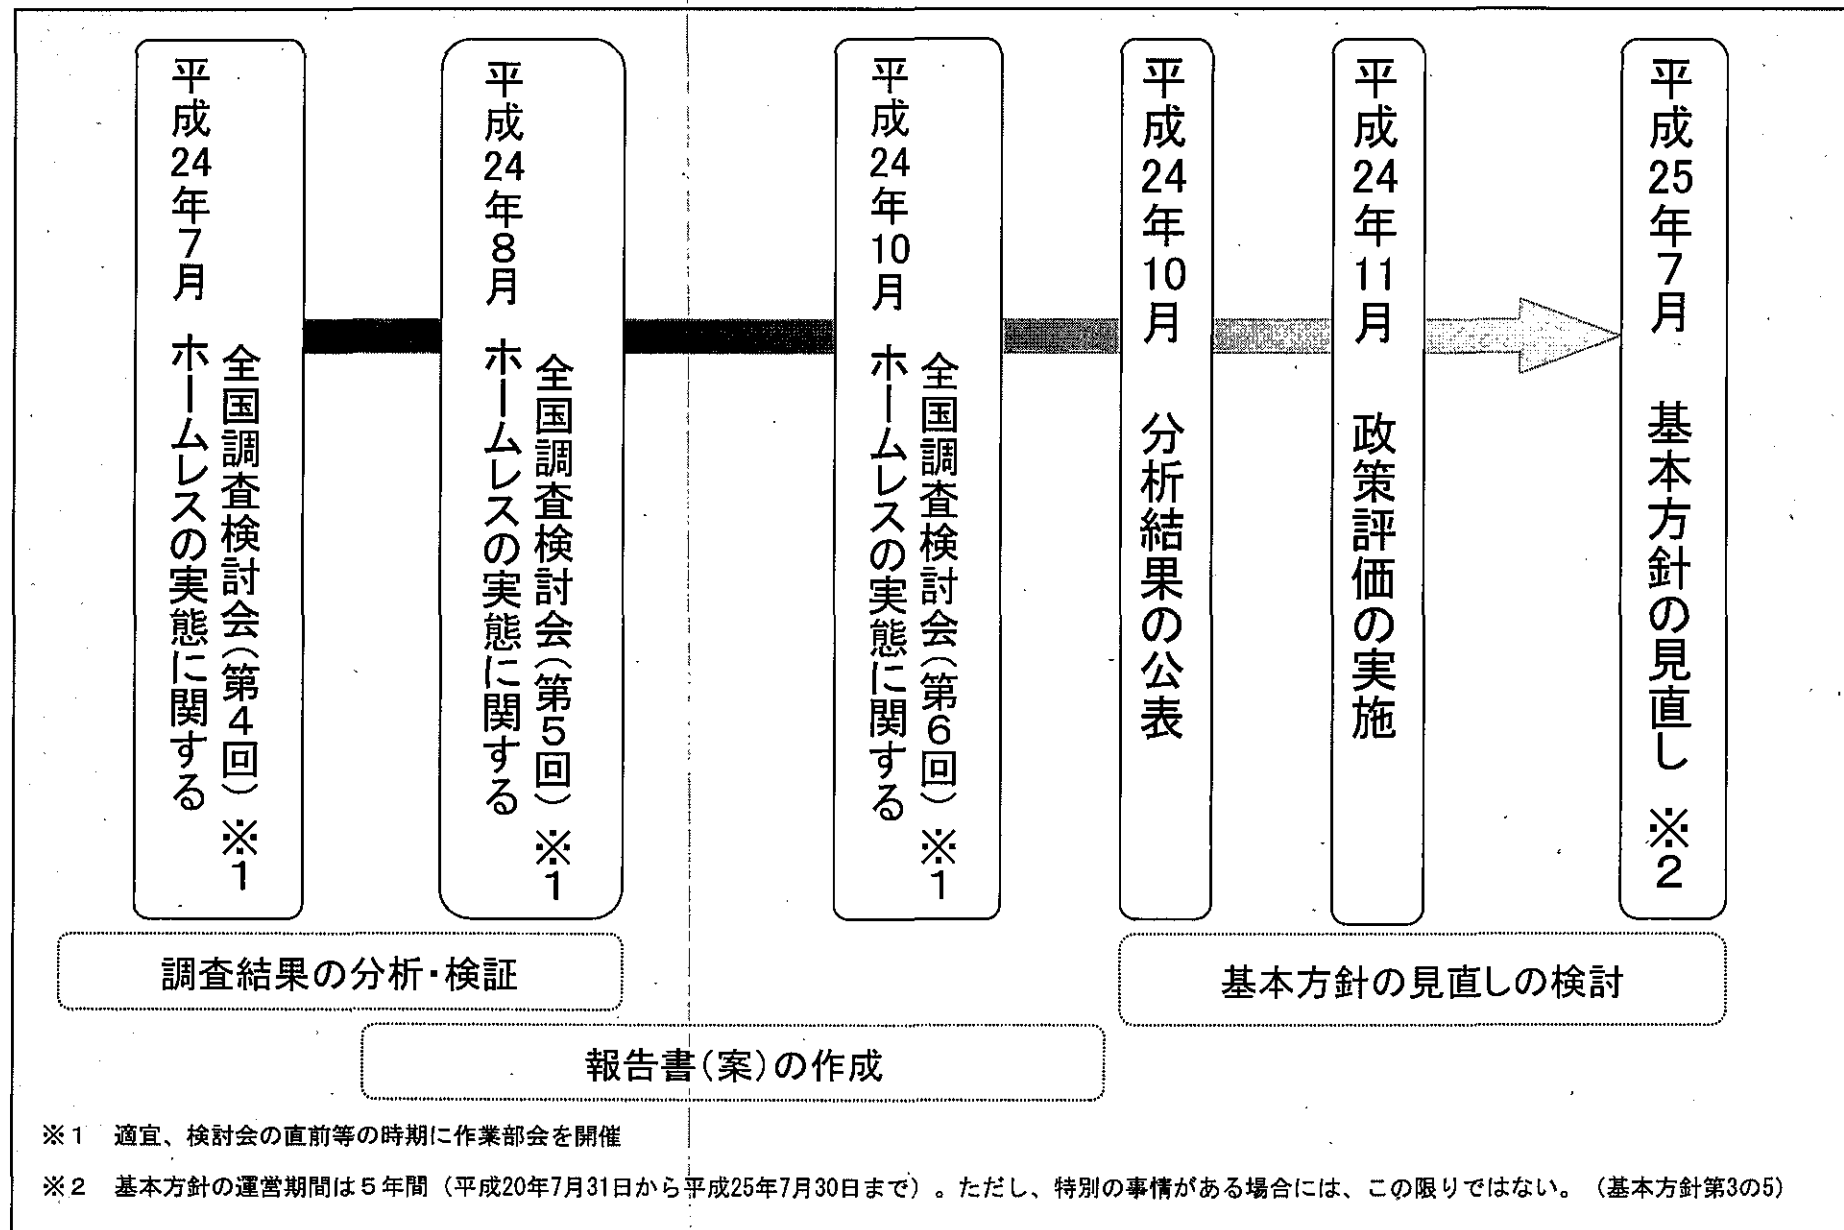 平成24年7月　ホームレスの実態に関する
全国調査検討会（第４回）※１
平成24年8月　ホームレスの実態に関する
全国調査検討会（第５回）※１
平成24年10月　ホームレスの実態に関する
全国調査検討会（第６回）※１
平成24年10月　分析結果の公表
平成24年11月　政策評価の実施
平成25年7月　基本方針の見直し　※２
調査結果の分析・検証
基本方針の見直しの検討
報告書（案）の作成
※１　適宜、検討会の直前等の時期に作業部会を開催
※２　基本方針の運営期間は５年間（平成20年7月31日から平成25年7月30日まで）。ただし、特別の事情がある場合には、この限りではない。（基本方針第3の5）